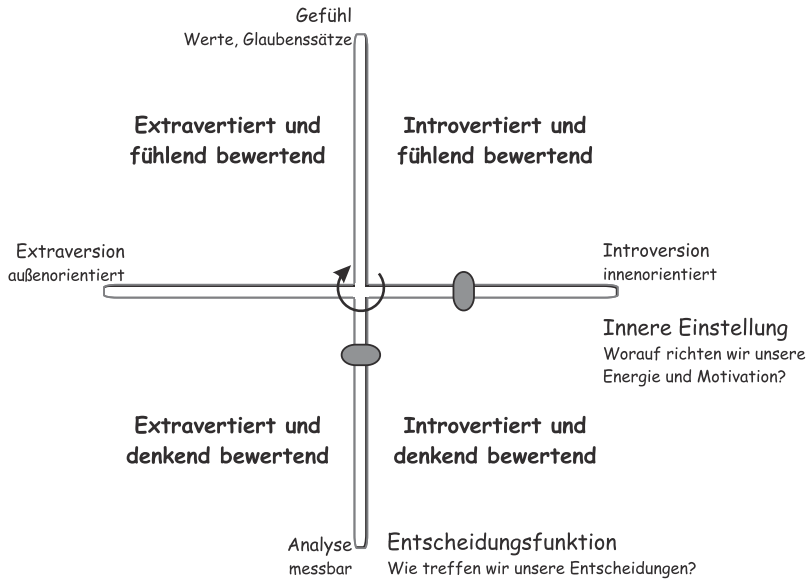 Gefühl
Werte, Glaubenssätze
Extravertiert und
fühlend bewertend
Introvertiert und
fühlend bewertend
Extraversion
außenorientiert
Introversion
innenorientiert
Innere Einstellung
Worauf richten wir unsere
Energie und Motivation?
Extravertiert und
denkend bewertend
Introvertiert und
denkend bewertend
Analyse
messbar
Entscheidungsfunktion
Wie treffen wir unsere Entscheidungen?